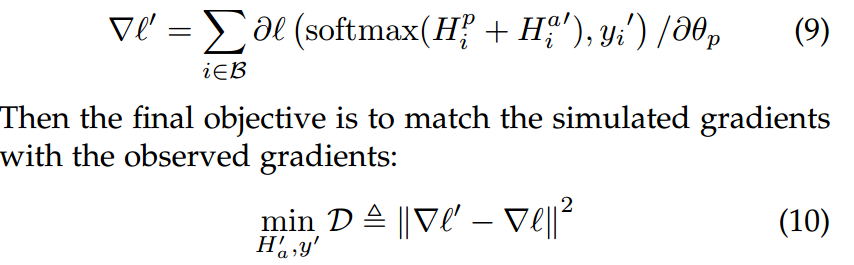 ∇ℓ′ = ∑_{i∈ℬ} ∂ℓ (softmax(H_i^p + H_i^{a′}), y_i′) /∂θ_p (9)
Then the final objective is to match the simulated gradients
with the observed gradients:
min_{H′_a,y′} 𝒟 ≜ ‖∇ℓ′ − ∇ℓ‖² (10)